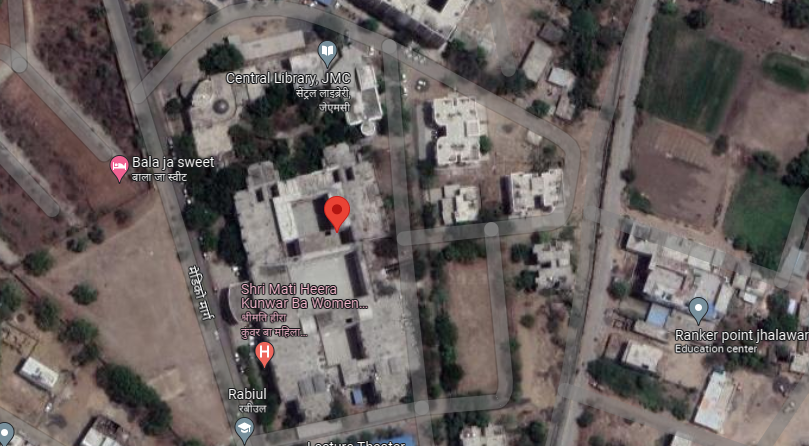 Central Library, JMC
सेंट्रल लाइब्रेरी,
जेएमसी
Bala ja sweet
बाला जा स्वीट
मेडिको मार्ग
Shri Mati Heera
Kunwar Ba Women...
श्रीमति हीरा
कुंवर बा महिला...
H
Ranker point jhalawar
Education center
Rabiul
रबीउल
Lecture Theater